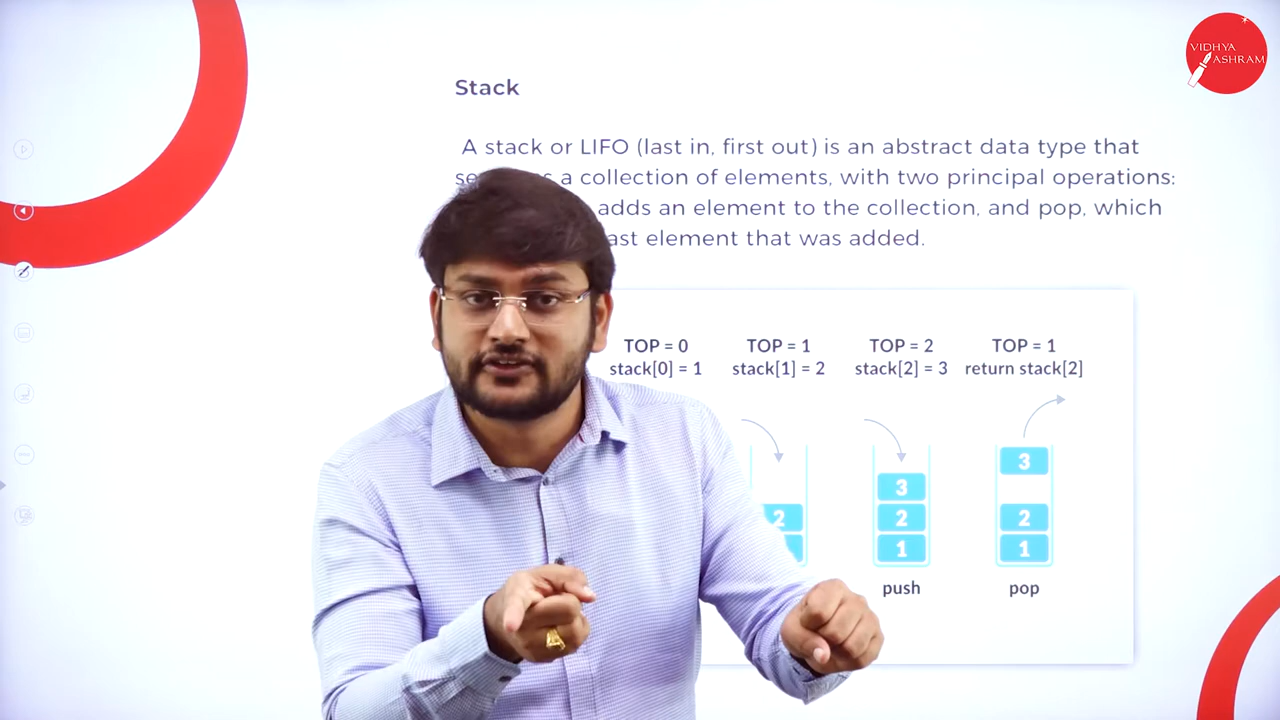 VIDHYA
ASHRAM
Stack
A stack or LIFO (last in, first out) is an abstract data type that
a collection of elements, with two principal operations:
adds an element to the collection, and pop, which
element that was added.
TOP = 0 TOP = 1 TOP = 2 TOP = 1
stack[0] = 1 stack[1] = 2 stack[2] = 3 return stack[2]
3
3
2 2 2
1 1
push pop